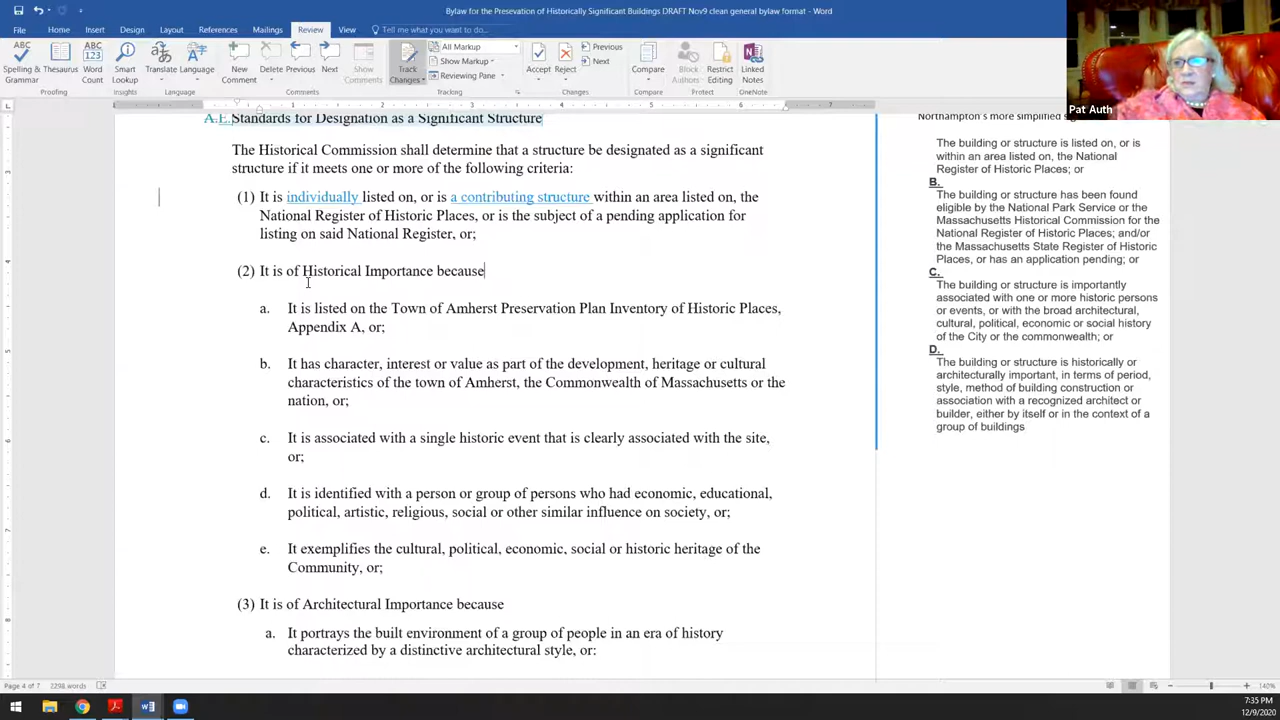 Bylaw for the Presevation of Historically Significant Buildings DRAFT Nov9 clean general bylaw format - Word
File Home Insert Design Layout References Mailings Review View Tell me what you want to do...
Spelling & Grammar
Thesaurus
Word Count
Smart Lookup
Translate
Language
New Comment
Delete
Previous
Next
Show Comments
Track Changes
All Markup
Show Markup
Reviewing Pane
Accept
Reject
Previous
Next
Compare
Block Authors
Restrict Editing
Linked Notes
Proofing Insights Language Comments Tracking Changes Compare Protect OneNote
Pat Auth
A.E.Standards for Designation as a Significant Structure
The Historical Commission shall determine that a structure be designated as a significant
structure if it meets one or more of the following criteria:
(1) It is individually listed on, or is a contributing structure within an area listed on, the
National Register of Historic Places, or is the subject of a pending application for
listing on said National Register, or;
(2) It is of Historical Importance because
a. It is listed on the Town of Amherst Preservation Plan Inventory of Historic Places,
Appendix A, or;
b. It has character, interest or value as part of the development, heritage or cultural
characteristics of the town of Amherst, the Commonwealth of Massachusetts or the
nation, or;
c. It is associated with a single historic event that is clearly associated with the site,
or;
d. It is identified with a person or group of persons who had economic, educational,
political, artistic, religious, social or other similar influence on society, or;
e. It exemplifies the cultural, political, economic, social or historic heritage of the
Community, or;
(3) It is of Architectural Importance because
a. It portrays the built environment of a group of people in an era of history
characterized by a distinctive architectural style, or:
Northampton's more simplified
The building or structure is listed on, or is
within an area listed on, the National
Register of Historic Places; or
B.
The building or structure has been found
eligible by the National Park Service or the
Massachusetts Historical Commission for the
National Register of Historic Places; and/or
the Massachusetts State Register of Historic
Places, or has an application pending; or
C.
The building or structure is importantly
associated with one or more historic persons
or events, or with the broad architectural,
cultural, political, economic or social history
of the City or the commonwealth; or
D.
The building or structure is historically or
architecturally important, in terms of period,
style, method of building construction or
association with a recognized architect or
builder, either by itself or in the context of a
group of buildings
Page 4 of 7 2298 words
140%
7:35 PM
12/9/2020